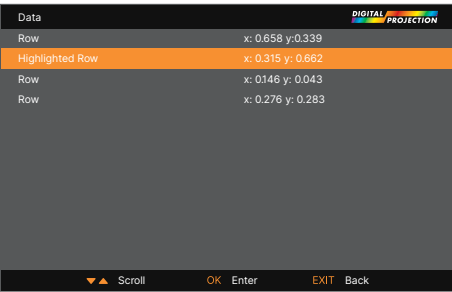 Data DIGITAL PROJECTION
Row x: 0.658 y:0.339
Highlighted Row x: 0.315 y: 0.662
Row x: 0.146 y: 0.043
Row x: 0.276 y: 0.283
Scroll OK Enter EXIT Back